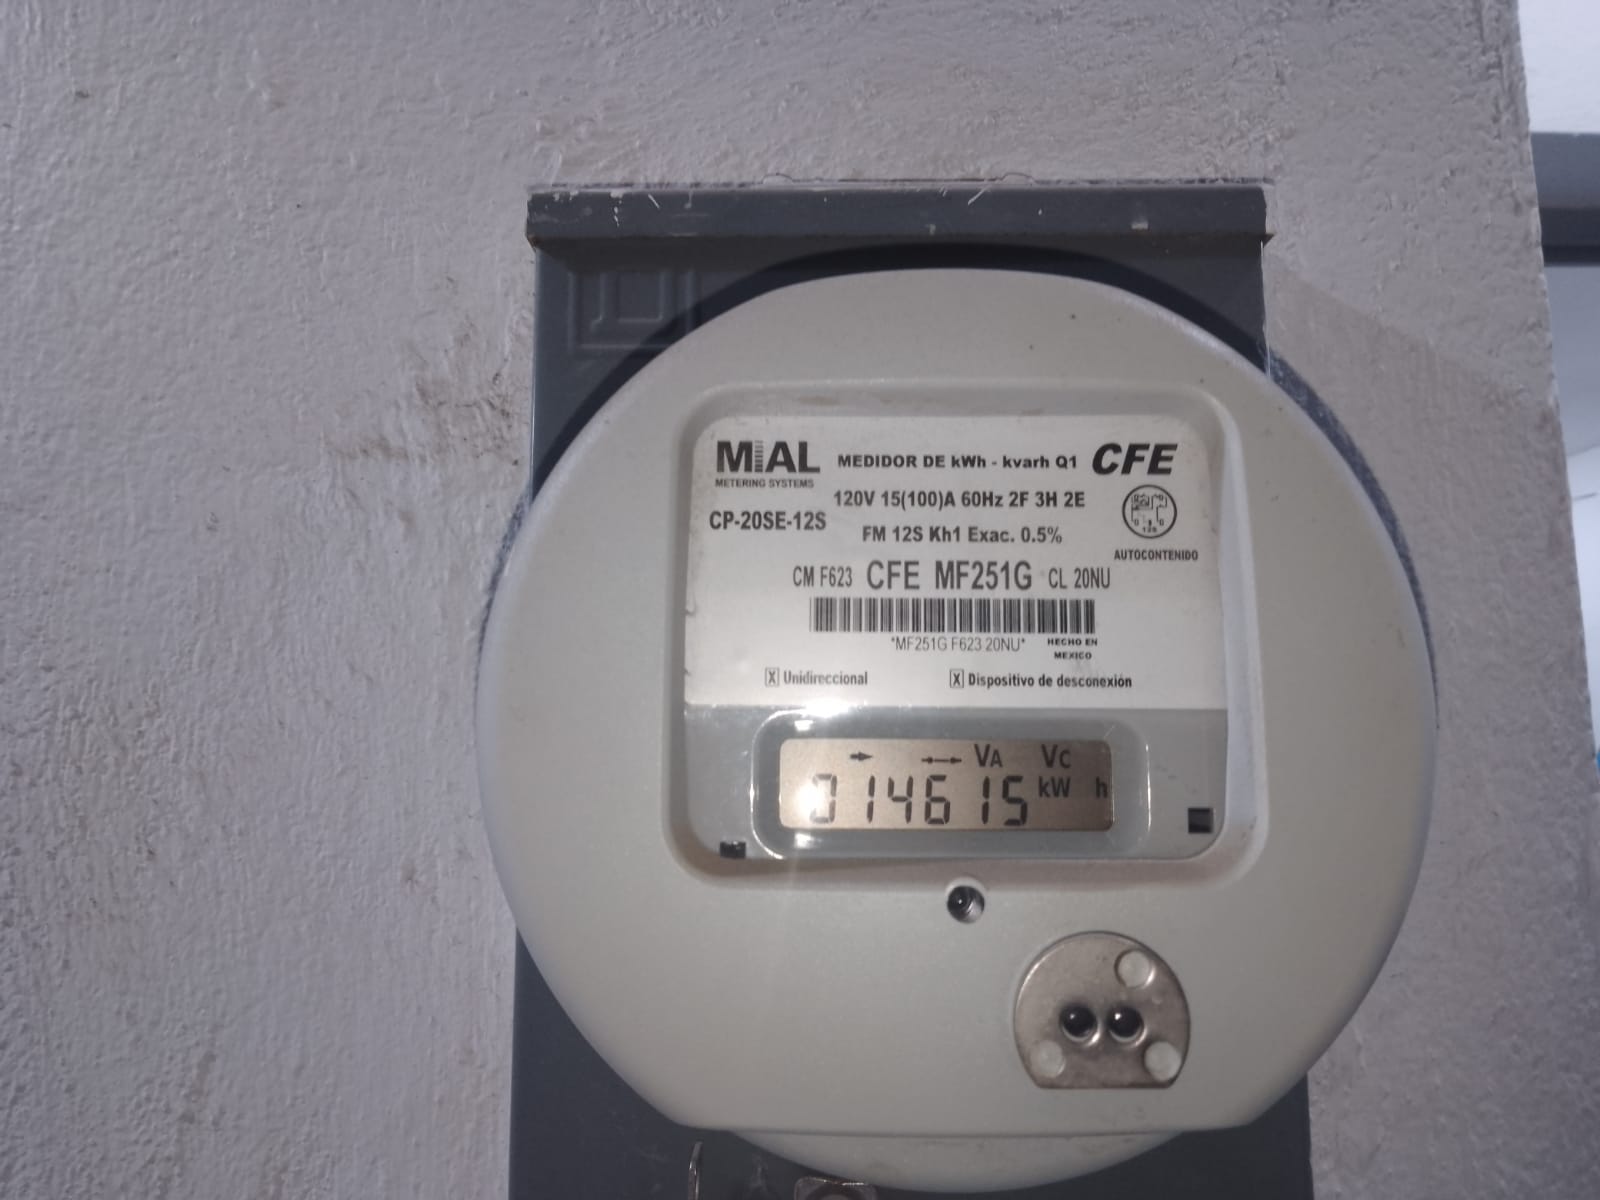 MIAL
METERING SYSTEMS
MEDIDOR DE kWh - kvarh Q1
CFE
120V 15(100)A 60Hz 2F 3H 2E
CP-20SE-12S
FM 12S Kh1 Exac. 0.5%
12S
AUTOCONTENIDO
CM F623 CFE MF251G CL 20NU
*MF251G F623 20NU*
HECHO EN
MEXICO
X Unidireccional
X Dispositivo de desconexión
VA VC
014615 kW h